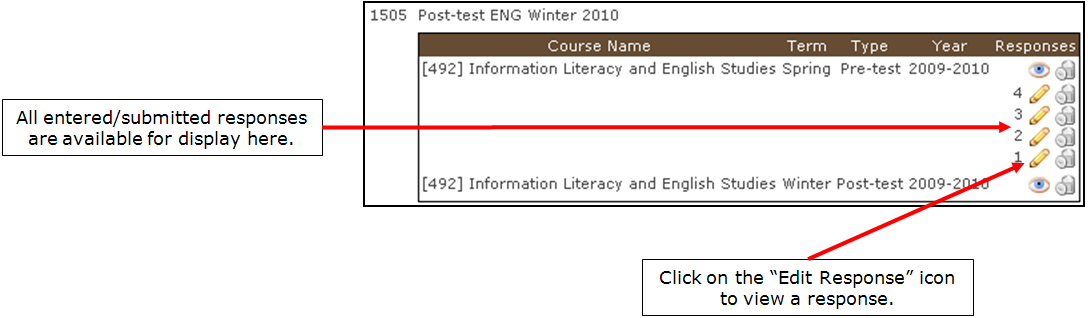 1505 Post-test ENG Winter 2010
Course Name Term Type Year Responses
[492] Information Literacy and English Studies Spring Pre-test 2009-2010
4
3
2
1
[492] Information Literacy and English Studies Winter Post-test 2009-2010
All entered/submitted responses
are available for display here.
Click on the “Edit Response” icon
to view a response.